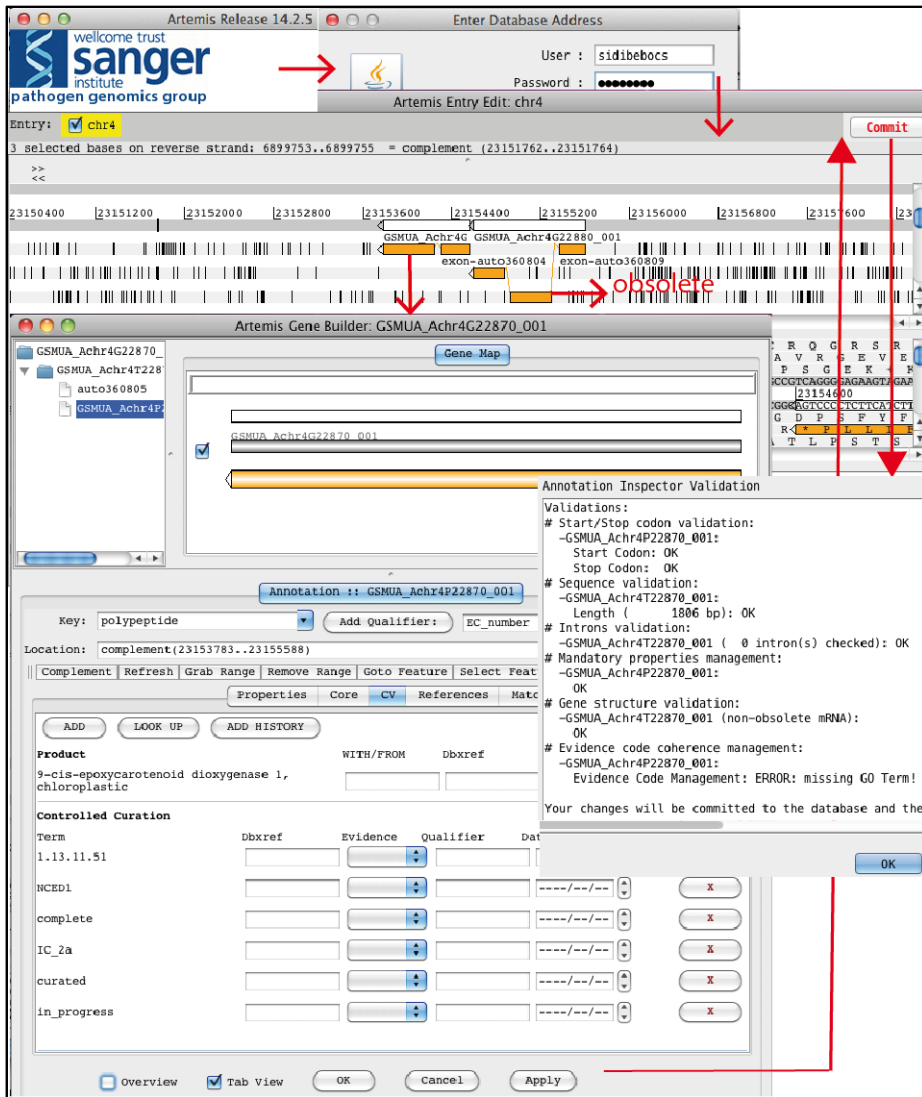 Artemis Release 14.2.5
Enter Database Address
wellcome trust
sanger
institute
pathogen genomics group
User : sidibebocs
Password : ●●●●●●●●
Artemis Entry Edit: chr4
Entry: chr4
Commit
3 selected bases on reverse strand: 6899753..6899755 = complement (23151762..23151764)
>>
<<
23150400 23151200 23152000 23152800 23153600 23154400 23155200 23156000 23156800 23157600 23
GSMUA_Achr4G GSMUA_Achr4G22880_001
exon-auto360804 exon-auto360809
obsolete
Artemis Gene Builder: GSMUA_Achr4G22870_001
GSMUA_Achr4G22870_
GSMUA_Achr4T228
auto360805
GSMUA_Achr4P2
Gene Map
GSMUA_Achr4G22870_001
C R Q G R S R
A V R G E V E
P S G E K + K
GCCGTCAGGGGAGAAGTAGAA
23154600
CGGCAGTCCCCTCTTCATCTT
G D P S F Y F
R * P L L I F
A T L P S T S
Annotation Inspector Validation
Validations:
# Start/Stop codon validation:
-GSMUA_Achr4P22870_001:
Start Codon: OK
Stop Codon: OK
# Sequence validation:
-GSMUA_Achr4T22870_001:
Length ( 1806 bp): OK
# Introns validation:
-GSMUA_Achr4T22870_001 ( 0 intron(s) checked): OK
# Mandatory properties management:
-GSMUA_Achr4P22870_001:
OK
# Gene structure validation:
-GSMUA_Achr4T22870_001 (non-obsolete mRNA):
OK
# Evidence code coherence management:
-GSMUA_Achr4P22870_001:
Evidence Code Management: ERROR: missing GO Term!
Your changes will be committed to the database and the
OK
Annotation :: GSMUA_Achr4P22870_001
Key: polypeptide Add Qualifier: EC_number
Location: complement(23153783..23155588)
Complement Refresh Grab Range Remove Range Goto Feature Select Feat
Properties Core CV References Matc
ADD LOOK UP ADD HISTORY
Product WITH/FROM Dbxref
9-cis-epoxycarotenoid dioxygenase 1,
chloroplastic
Controlled Curation
Term Dbxref Evidence Qualifier Dat
1.13.11.51
NCED1 ----/--/-- X
complete ----/--/-- X
IC_2a ----/--/-- X
curated ----/--/-- X
in_progress ----/--/-- X
Overview Tab View OK Cancel Apply